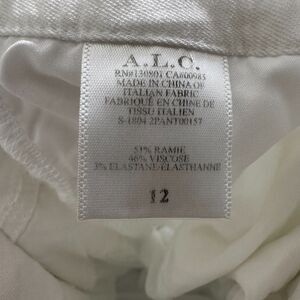 A.L.C.
RN#130801 CA#00985
MADE IN CHINA OF
ITALIAN FABRIC
FABRIQUÉ EN CHINE DE
TISSU ITALIEN
S-1804 2PANT00157
51% RAMIE
46% VISCOSE
3% ELASTANE/ELASTHANNE
12